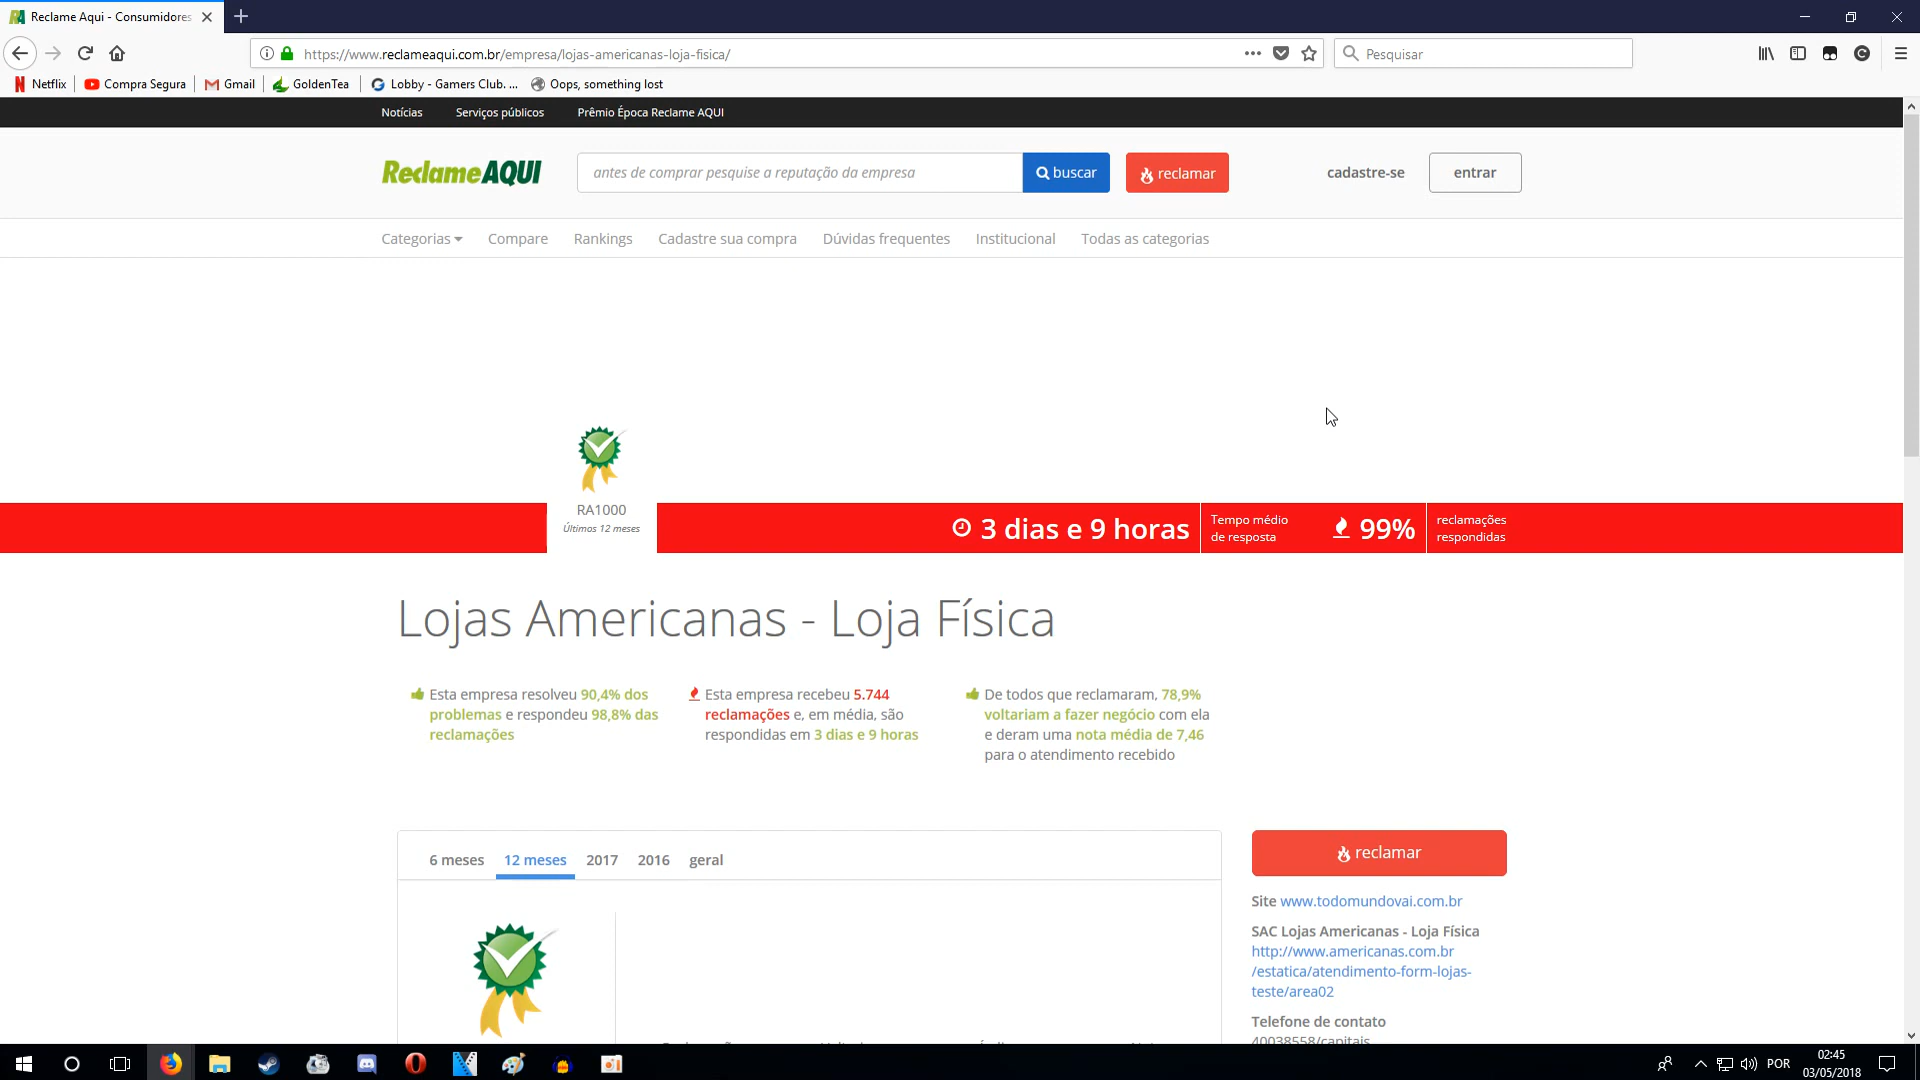 Reclame Aqui - Consumidores
https://www.reclameaqui.com.br/empresa/lojas-americanas-loja-fisica/
Pesquisar
Netflix
Compra Segura
Gmail
GoldenTea
Lobby - Gamers Club. ...
Oops, something lost
Notícias
Serviços públicos
Prêmio Época Reclame AQUI
ReclameAQUI
antes de comprar pesquise a reputação da empresa
buscar
reclamar
cadastre-se
entrar
Categorias
Compare
Rankings
Cadastre sua compra
Dúvidas frequentes
Institucional
Todas as categorias
RA1000
Últimos 12 meses
3 dias e 9 horas
Tempo médio
de resposta
99%
reclamações
respondidas
Lojas Americanas - Loja Física
Esta empresa resolveu 90,4% dos
problemas e respondeu 98,8% das
reclamações
Esta empresa recebeu 5.744
reclamações e, em média, são
respondidas em 3 dias e 9 horas
De todos que reclamaram, 78,9%
voltariam a fazer negócio com ela
e deram uma nota média de 7,46
para o atendimento recebido
6 meses
12 meses
2017
2016
geral
reclamar
Site www.todomundovai.com.br
SAC Lojas Americanas - Loja Física
http://www.americanas.com.br
/estatica/atendimento-form-lojas-
teste/area02
Telefone de contato
40038558/capitais
POR
02:45
03/05/2018